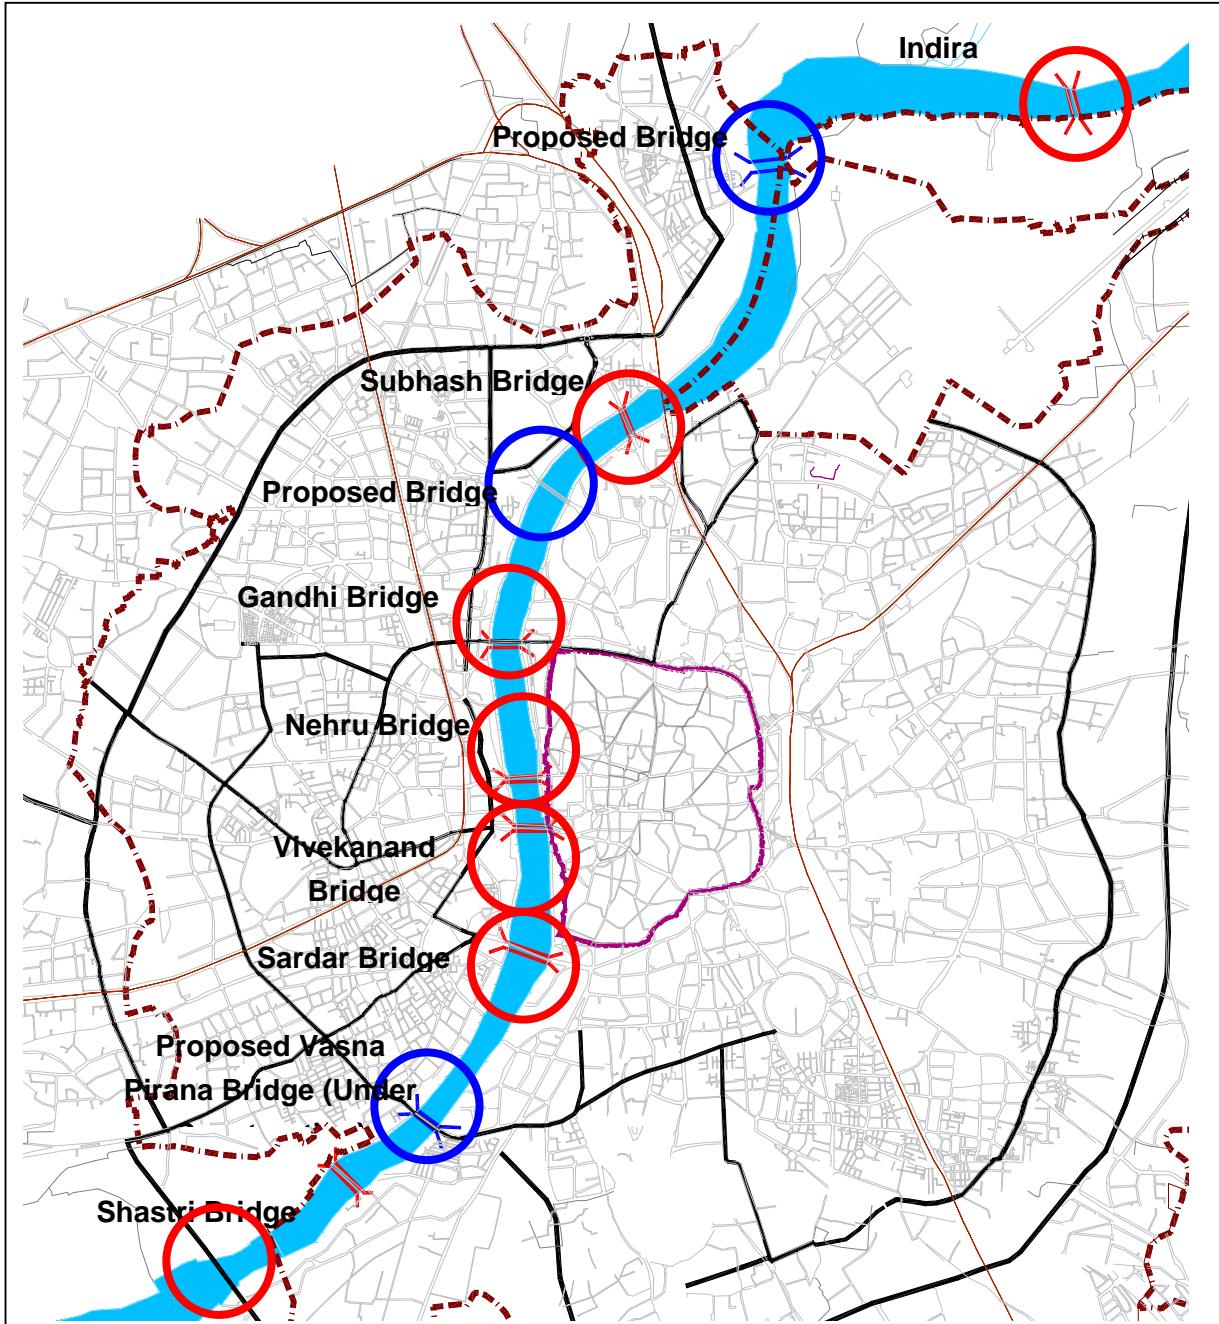 Indira
Proposed Bridge
Subhash Bridge
Proposed Bridge
Gandhi Bridge
Nehru Bridge
Vivekanand
Bridge
Sardar Bridge
Proposed Vasna
Pirana Bridge (Under
Shastri Bridge